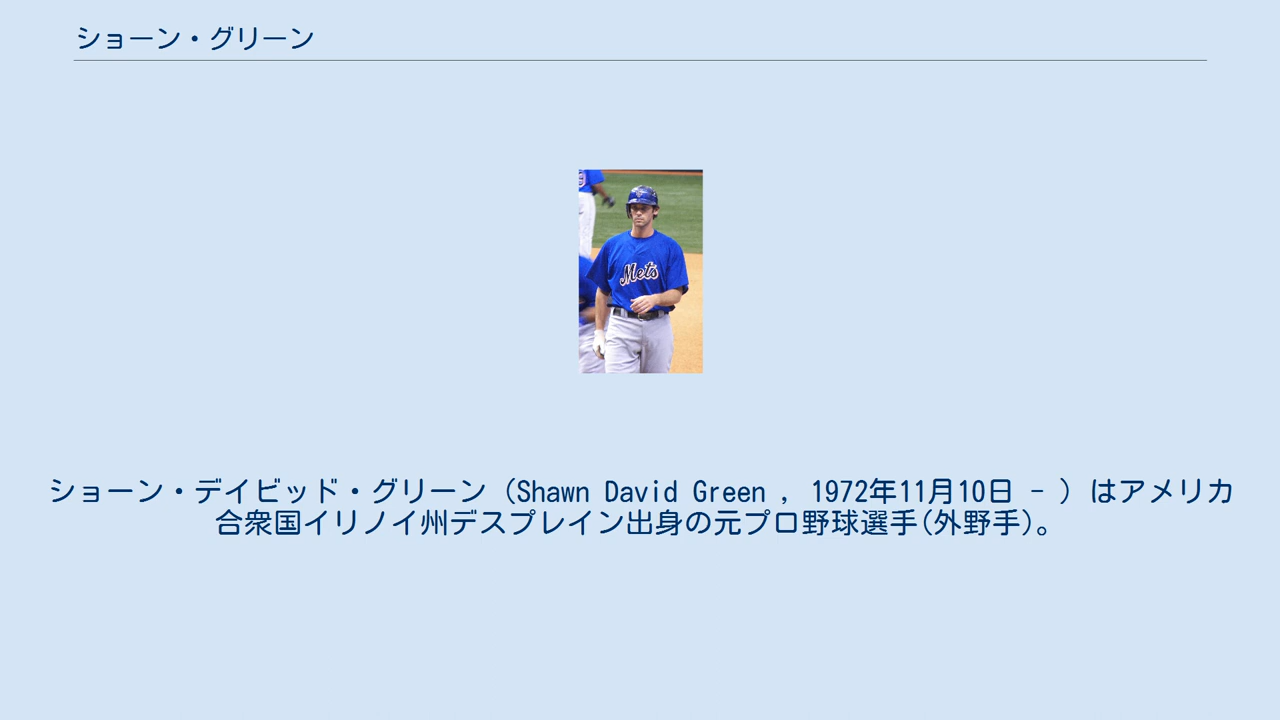 ショーン・グリーン
Mets
ショーン・デイビッド・グリーン（Shawn David Green , 1972年11月10日 - ）はアメリカ
合衆国イリノイ州デスプレイン出身の元プロ野球選手(外野手)。